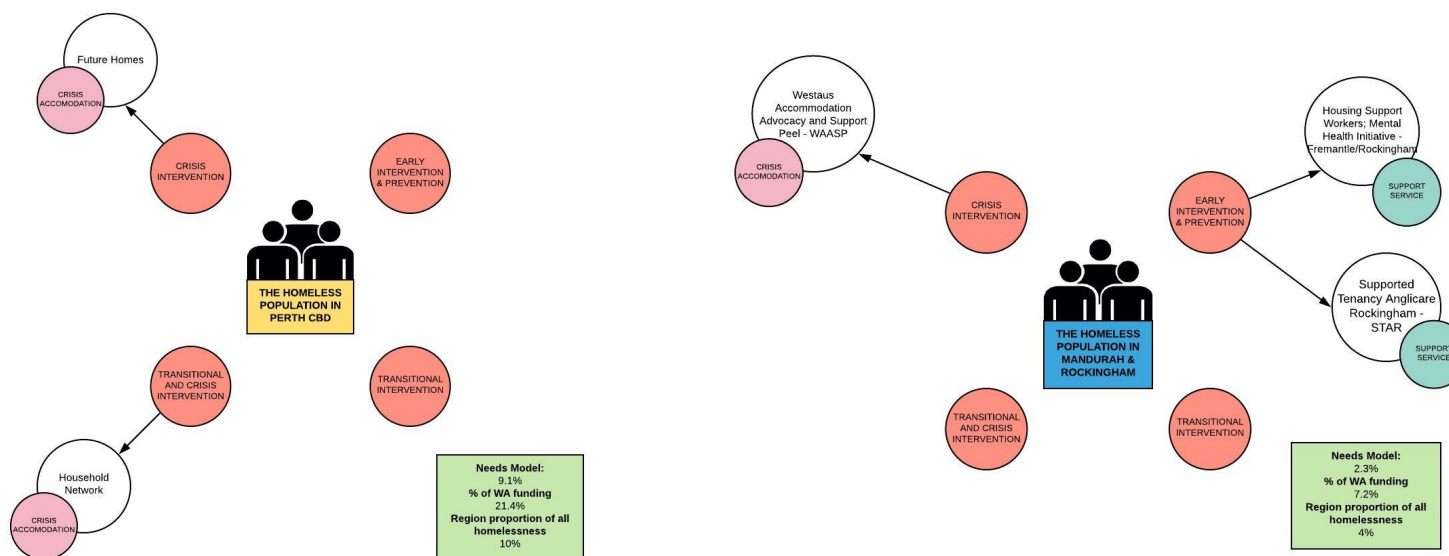 Future Homes
CRISIS
ACCOMODATION
CRISIS
INTERVENTION
EARLY
INTERVENTION
& PREVENTION
THE HOMELESS
POPULATION IN
PERTH CBD
TRANSITIONAL
AND CRISIS
INTERVENTION
TRANSITIONAL
INTERVENTION
Household
Network
CRISIS
ACCOMODATION
Needs Model:
9.1%
% of WA funding
21.4%
Region proportion of all
homelessness
10%
Westaus
Accommodation
Advocacy and Support
Peel - WAASP
CRISIS
ACCOMODATION
CRISIS
INTERVENTION
EARLY
INTERVENTION
& PREVENTION
Housing Support
Workers; Mental
Health Initiative -
Fremantle/Rockingham
SUPPORT
SERVICE
Supported
Tenancy Anglicare
Rockingham -
STAR
SUPPORT
SERVICE
THE HOMELESS
POPULATION IN
MANDURAH &
ROCKINGHAM
TRANSITIONAL
AND CRISIS
INTERVENTION
TRANSITIONAL
INTERVENTION
Needs Model:
2.3%
% of WA funding
7.2%
Region proportion of all
homelessness
4%